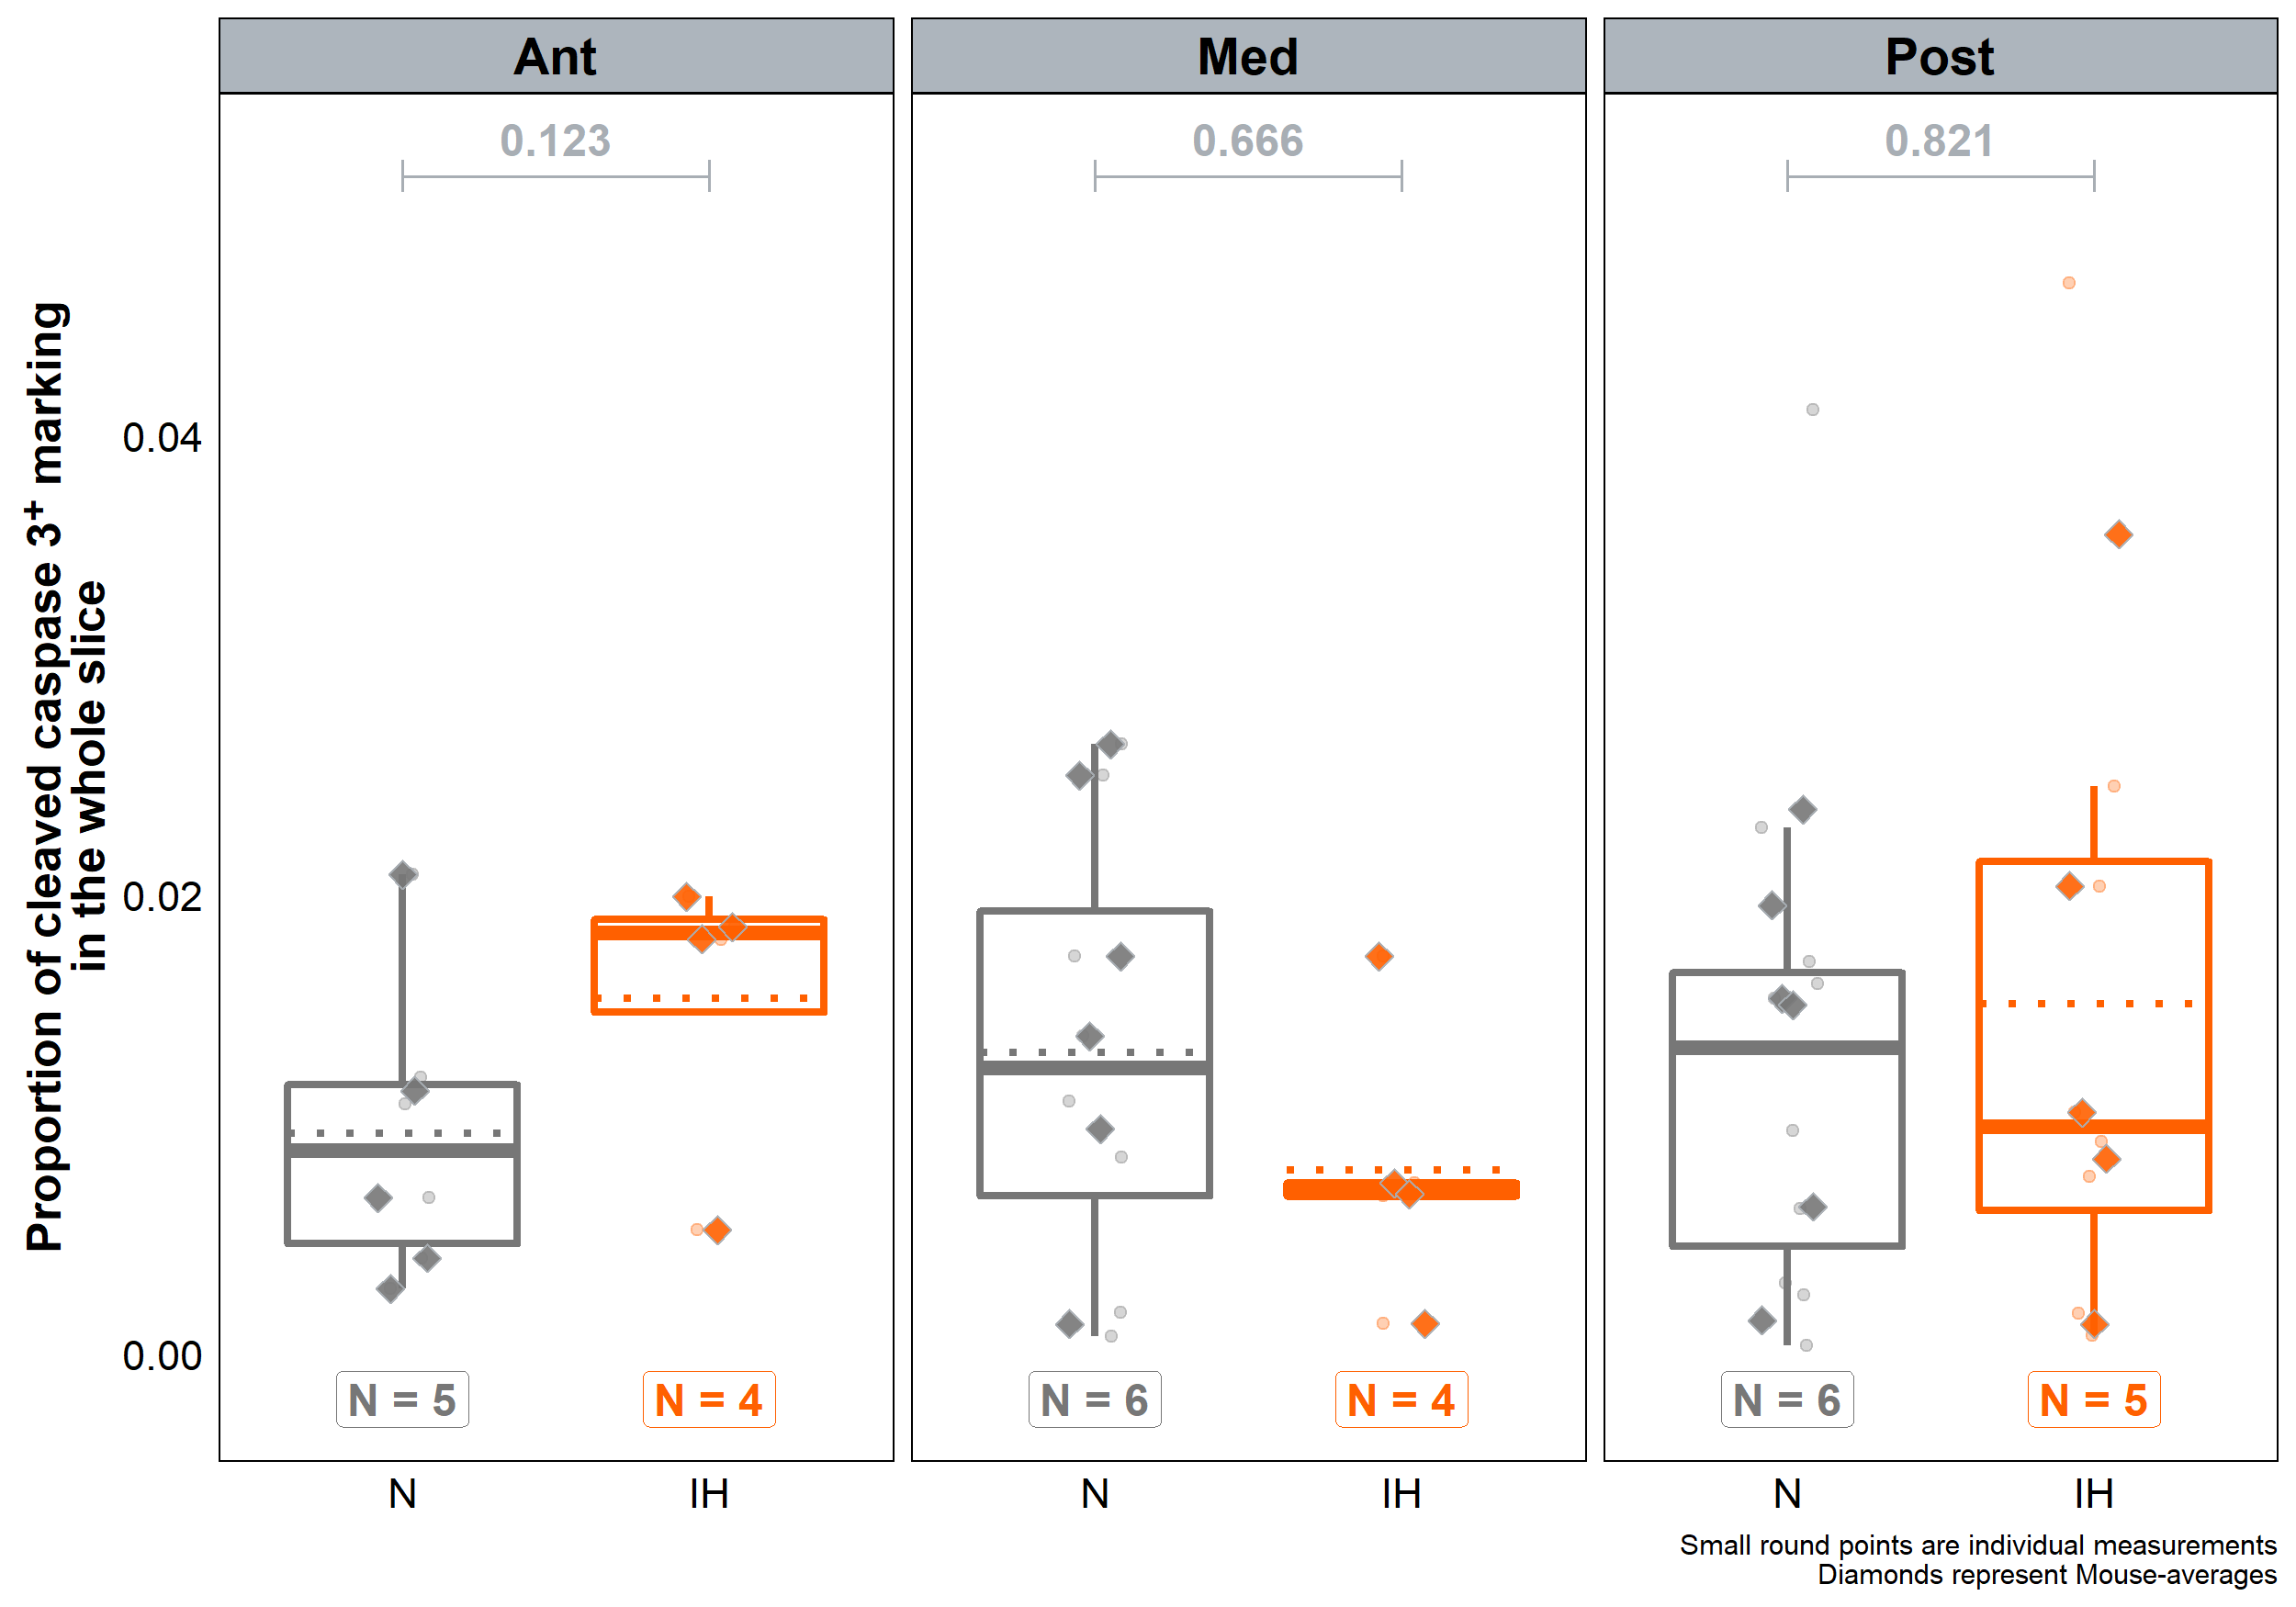 Ant Med Post
0.123 0.666 0.821
Proportion of cleaved caspase 3⁺ marking
in the whole slice
0.04
0.02
0.00
N = 5 N = 4 N = 6 N = 4 N = 6 N = 5
N IH N IH N IH
Small round points are individual measurements
Diamonds represent Mouse-averages